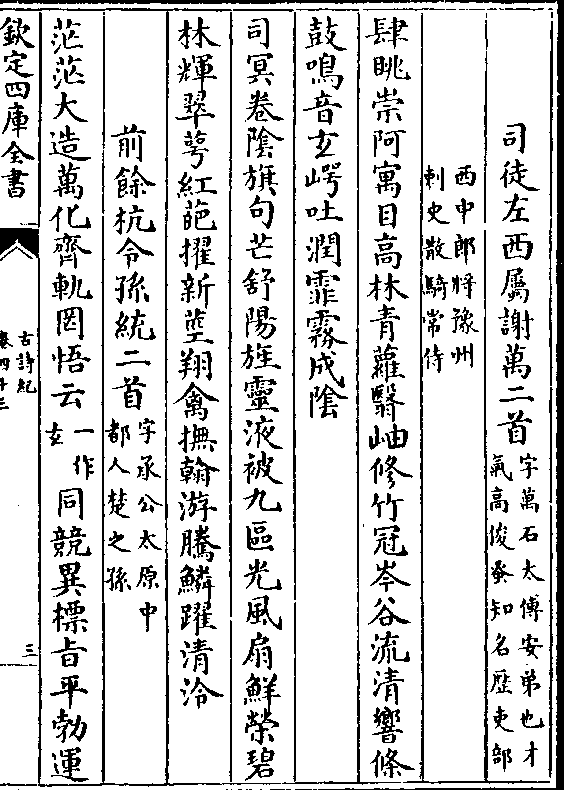 司徒左西屬謝萬二首字萬石太傅安弟也才
氣高俊蚤知名歷吏部
西中郎將豫州
刺史散騎常侍
肆眺崇阿寓目高林青蘿翳岫修竹冠岑谷流清響條
鼓鳴音玄崿吐潤霏霧成陰
司冥卷陰旗句芒舒陽旌靈液被九區光風扇鮮榮碧
林輝翠萼紅葩擢新莖翔禽撫翰游騰鱗躍清泠
前餘杭令孫統二首字承公太原中
都人楚之孫
茫茫大造萬化齊軌罔悟云一作
玄同競異標旨平勃運
欽定四庫全書
古詩紀
卷四十三
三